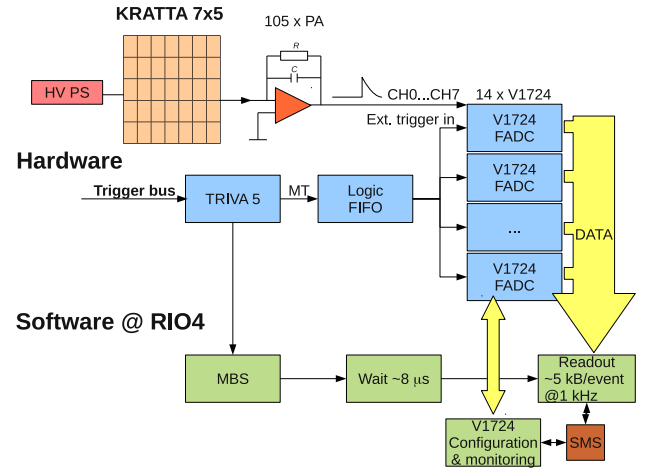 KRATTA 7x5
105 x PA
R
C
HV PS
CH0...CH7
14 x V1724
Ext. trigger in
V1724
FADC
Hardware
V1724
FADC
Trigger bus
TRIVA 5
MT
Logic
FIFO
...
DATA
V1724
FADC
Software @ RIO4
MBS
Wait ~8 µs
Readout
~5 kB/event
@1 kHz
V1724
Configuration
& monitoring
SMS